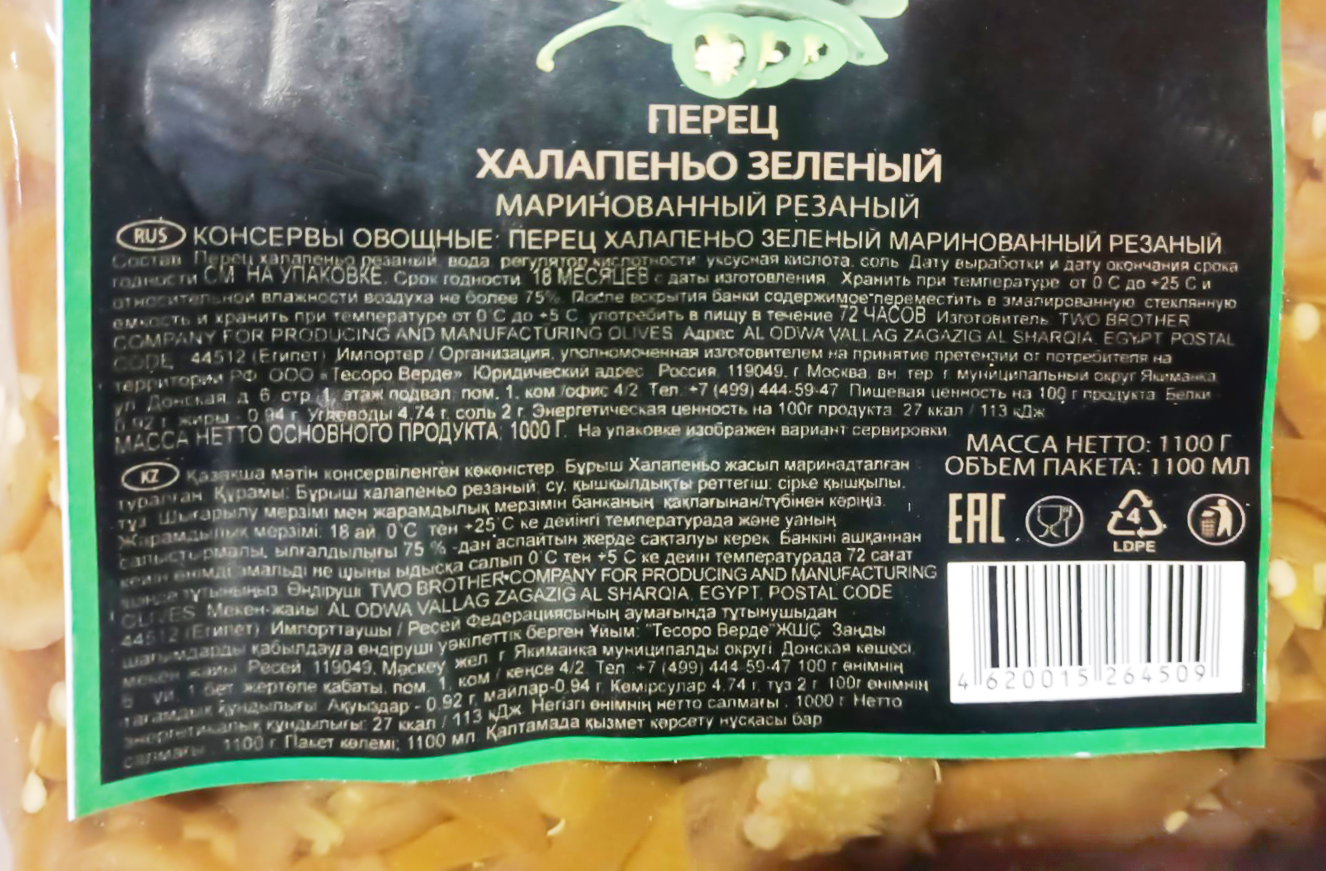 ПЕРЕЦ
ХАЛАПЕНЬО ЗЕЛЕНЫЙ
МАРИНОВАННЫЙ РЕЗАНЫЙ
RUS КОНСЕРВЫ ОВОЩНЫЕ: ПЕРЕЦ ХАЛАПЕНЬО ЗЕЛЕНЫЙ МАРИНОВАННЫЙ РЕЗАНЫЙ
Состав: Перец халапеньо резаный, вода, регулятор кислотности: уксусная кислота, соль. Дату выработки и дату окончания срока
годности СМ. НА УПАКОВКЕ. Срок годности: 18 МЕСЯЦЕВ с даты изготовления. Хранить при температуре от 0˚С до +25˚С и
относительной влажности воздуха не более 75%. После вскрытия банки содержимое переместить в эмалированную, стеклянную
емкость и хранить при температуре от 0˚С до +5˚С, употребить в пищу в течение 72 ЧАСОВ. Изготовитель: TWO BROTHER
COMPANY FOR PRODUCING AND MANUFACTURING OLIVES. Адрес: AL ODWA VALLAG ZAGAZIG AL SHARQIA, EGYPT. POSTAL
CODE 44512 (Египет). Импортер / Организация, уполномоченная изготовителем на принятие претензии от потребителя на
территории РФ: ООО «Тесоро Верде» Юридический адрес: Россия, 119049, г. Москва, вн. тер. г. муниципальный округ Якиманка,
ул. Донская, д. 6, стр. 1, этаж подвал, пом. 1, ком./офис 4/2. Тел.: +7 (499) 444-59-47. Пищевая ценность на 100 г продукта: Белки -
0,92 г, жиры - 0,94 г, углеводы 4,74 г, соль 2 г. Энергетическая ценность на 100г продукта: 27 ккал / 113 кДж
МАССА НЕТТО ОСНОВНОГО ПРОДУКТА: 1000 Г. На упаковке изображен вариант сервировки.
МАССА НЕТТО: 1100 Г
ОБЪЕМ ПАКЕТА: 1100 МЛ
KZ Қазақша мәтін консервіленген көкөністер. Бұрыш Халапеньо жасыл маринадталған
туралған. Құрамы: Бұрыш халапеньо резаный, су, қышқылдықты реттегіш: сірке қышқылы,
тұз. Шығарылу мерзімі мен жарамдылық мерзімін банканың қақпағынан/түбінен көріңіз.
Жарамдылық мерзімі: 18 ай. 0˚С тен +25˚С ке дейінгі температурада және ауаның
салыстырмалы, ылғалдылығы 75 % -дан аспайтын жерде сақталуы керек. Банкіні ашқаннан
кейін өнімді эмальді не шыны ыдысқа салып 0˚С тен +5˚С ке дейін температурада 72 сағат
ішінде тұтыныңыз. Өндіруші: TWO BROTHER COMPANY FOR PRODUCING AND MANUFACTURING
OLIVES. Мекен-жайы: AL ODWA VALLAG ZAGAZIG AL SHARQIA, EGYPT. POSTAL CODE
44512 (Египет). Импорттаушы / Ресей Федерациясының аумағында тұтынушыдан
шағымдарды қабылдауға өндіруші уәкілеттік берген Ұйым: "Тесоро Верде" ЖШС. Заңды
мекен жайы: Ресей, 119049, Мәскеу, жел. г. Якиманка муниципалды округі, Донская көшесі,
6 үй, 1 бет, жертөле қабаты, пом. 1, ком / кеңсе 4/2. Тел.: +7 (499) 444-59-47 100 г өнімнің
тағамдық құндылығы: Ақуыздар - 0,92 г, майлар-0,94 г. Көмірсулар 4,74 г, тұз 2 г. 100г өнімнің
энергетикалық құндылығы: 27 ккал / 113 кДж. Негізгі өнімнің нетто салмағы: 1000 г. Нетто
салмағы: 1100 г. Пакет көлемі: 1100 мл. Қаптамада қызмет көрсету нұсқасы бар
EAC
4
LDPE
4 620015 264509